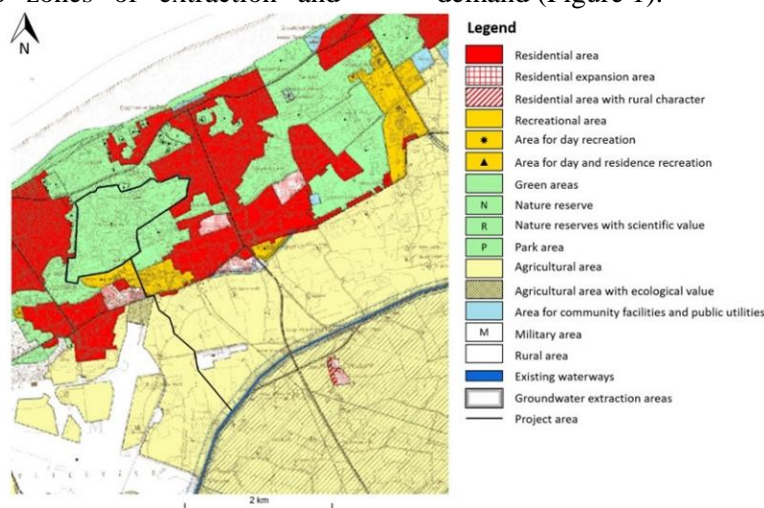 zones of extraction and demand (Figure 1).
N
Legend
Residential area
Residential expansion area
Residential area with rural character
Recreational area
Area for day recreation
Area for day and residence recreation
Green areas
N Nature reserve
R Nature reserves with scientific value
P Park area
Agricultural area
Agricultural area with ecological value
Area for community facilities and public utilities
M Military area
Rural area
Existing waterways
Groundwater extraction areas
Project area
M
2 km